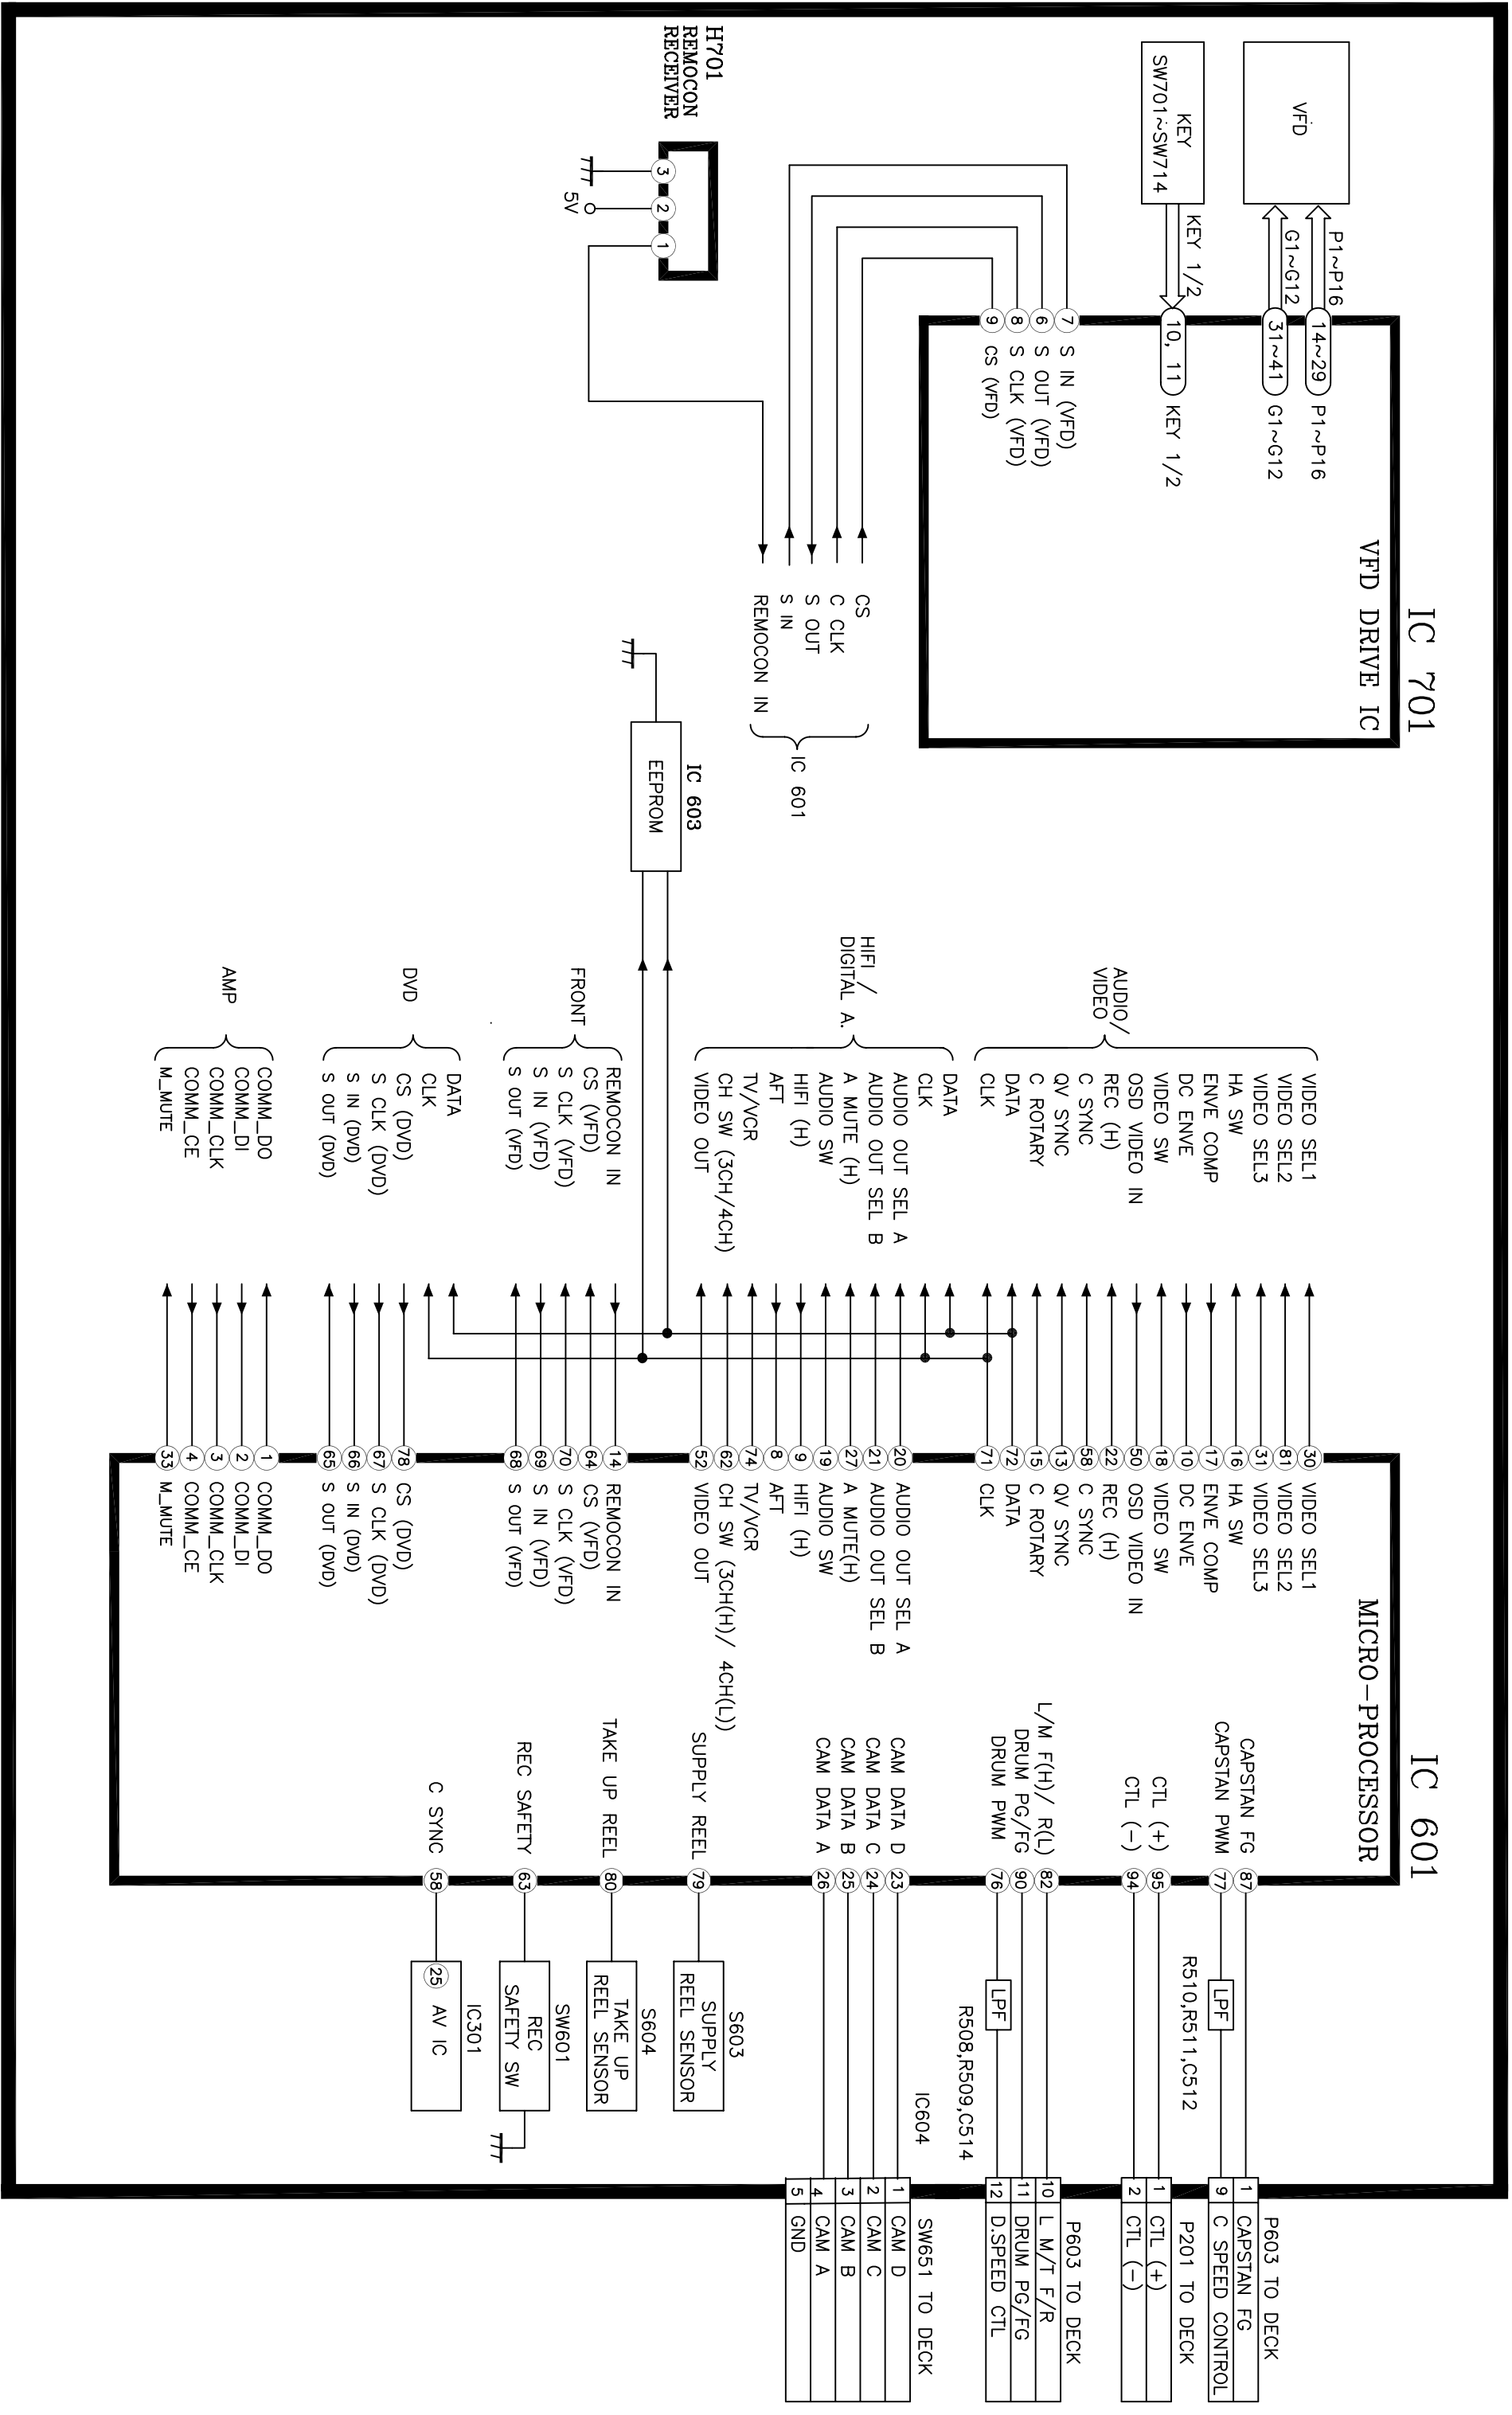 IC 701
VFD DRIVE IC
VFD
P1~P16
G1~G12
14~29
P1~P16
31~41
G1~G12
KEY
SW701~SW714
KEY 1/2
10, 11
KEY 1/2
7
S IN (VFD)
6
S OUT (VFD)
8
S CLK (VFD)
9
CS (VFD)
H701
REMOCON
RECEIVER
3
2
1
5V
CS
C CLK
S OUT
S IN
REMOCON IN
IC 601
IC 603
EEPROM
AUDIO/
VIDEO
VIDEO SEL1
VIDEO SEL2
VIDEO SEL3
HA SW
ENVE COMP
DC ENVE
VIDEO SW
OSD VIDEO IN
REC (H)
C SYNC
QV SYNC
C ROTARY
DATA
CLK
HIFI /
DIGITAL A.
DATA
CLK
AUDIO OUT SEL A
AUDIO OUT SEL B
A MUTE (H)
AUDIO SW
HIFI (H)
AFT
TV/VCR
CH SW (3CH/4CH)
VIDEO OUT
FRONT
REMOCON IN
CS (VFD)
S CLK (VFD)
S IN (VFD)
S OUT (VFD)
DVD
DATA
CLK
CS (DVD)
S CLK (DVD)
S IN (DVD)
S OUT (DVD)
AMP
COMM_DO
COMM_DI
COMM_CLK
COMM_CE
M_MUTE
IC 601
MICRO-PROCESSOR
30 VIDEO SEL1
81 VIDEO SEL2
31 VIDEO SEL3
16 HA SW
17 ENVE COMP
10 DC ENVE
18 VIDEO SW
50 OSD VIDEO IN
22 REC (H)
58 C SYNC
13 QV SYNC
15 C ROTARY
72 DATA
71 CLK
20 AUDIO OUT SEL A
21 AUDIO OUT SEL B
27 A MUTE(H)
19 AUDIO SW
9 HIFI (H)
8 AFT
74 TV/VCR
62 CH SW (3CH(H)/ 4CH(L))
52 VIDEO OUT
14 REMOCON IN
64 CS (VFD)
70 S CLK (VFD)
69 S IN (VFD)
68 S OUT (VFD)
78 CS (DVD)
67 S CLK (DVD)
66 S IN (DVD)
65 S OUT (DVD)
1 COMM_DO
2 COMM_DI
3 COMM_CLK
4 COMM_CE
33 M_MUTE
CAPSTAN FG 87
CAPSTAN PWM 77
CTL (+) 95
CTL (-) 94
L/M F(H)/ R(L) 82
DRUM PG/FG 90
DRUM PWM 76
CAM DATA D 23
CAM DATA C 24
CAM DATA B 25
CAM DATA A 26
SUPPLY REEL 79
TAKE UP REEL 80
REC SAFETY 63
C SYNC 58
LPF
R510,R511,C512
LPF
R508,R509,C514
IC604
S603
SUPPLY
REEL SENSOR
S604
TAKE UP
REEL SENSOR
SW601
REC
SAFETY SW
IC301
25 AV IC
P603 TO DECK
1 CAPSTAN FG
9 C SPEED CONTROL
P201 TO DECK
1 CTL (+)
2 CTL (-)
P603 TO DECK
10 L M/T F/R
11 DRUM PG/FG
12 D.SPEED CTL
SW651 TO DECK
1 CAM D
2 CAM C
3 CAM B
4 CAM A
5 GND